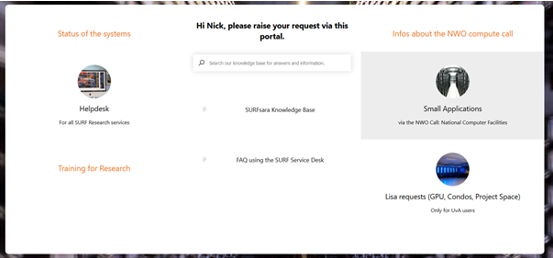 Status of the systems
Helpdesk
For all SURF Research services
Training for Research
Hi Nick, please raise your request via this
portal.
Search our knowledge base for answers and information.
SURFsara Knowledge Base
FAQ using the SURF Service Desk
Infos about the NWO compute call
Small Applications
via the NWO Call: National Computer Facilities
Lisa requests (GPU, Condos, Project Space)
Only for UvA users